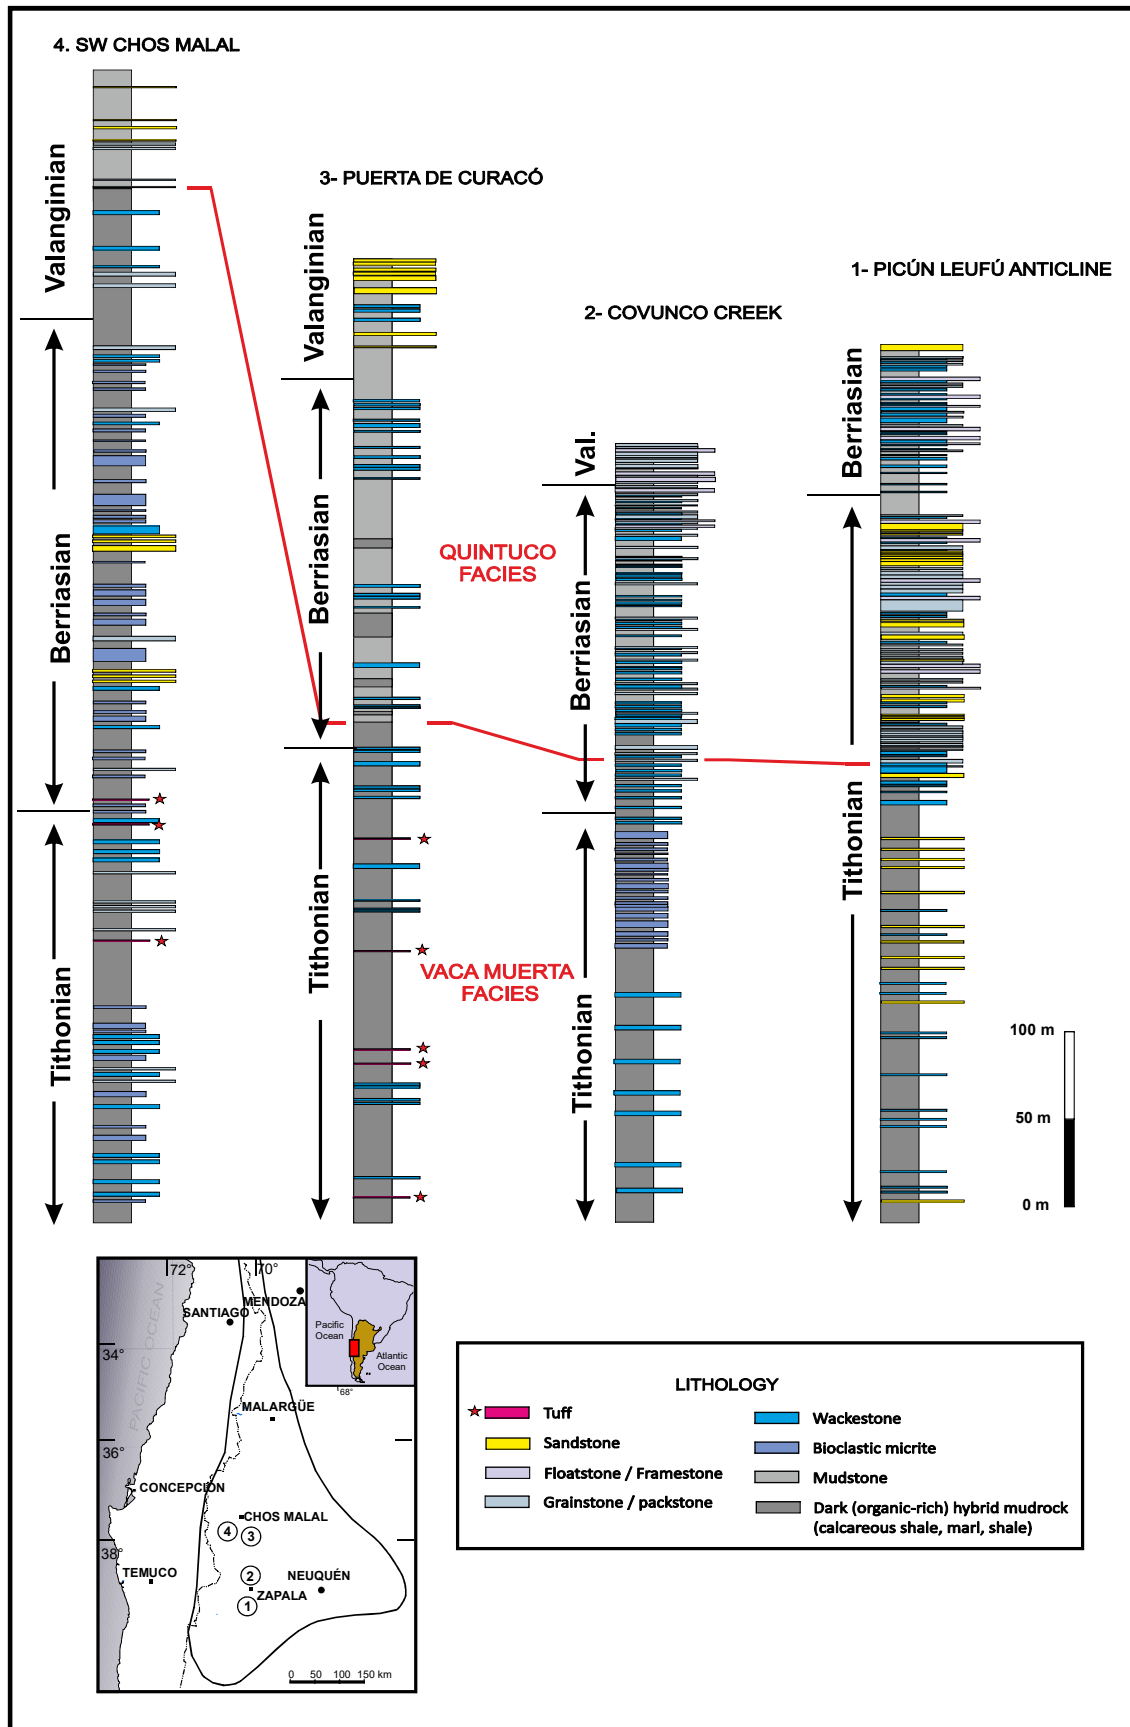 4. SW CHOS MALAL
3- PUERTA DE CURACÓ
2- COVUNCO CREEK
1- PICÚN LEUFÚ ANTICLINE
Valanginian
Berriasian
Tithonian
Valanginian
Berriasian
Tithonian
Val.
Berriasian
Tithonian
Berriasian
Tithonian
QUINTUCO
FACIES
VACA MUERTA
FACIES
100 m
50 m
0 m
72°
70°
68°
34°
36°
38°
PACIFIC OCEAN
SANTIAGO
MENDOZA
MALARGÜE
CONCEPCIÓN
CHOS MALAL
4
3
2
1
TEMUCO
NEUQUÉN
ZAPALA
0 50 100 150 km
Pacific
Ocean
Atlantic
Ocean
LITHOLOGY
Tuff
Sandstone
Floatstone / Framestone
Grainstone / packstone
Wackestone
Bioclastic micrite
Mudstone
Dark (organic-rich) hybrid mudrock
(calcareous shale, marl, shale)